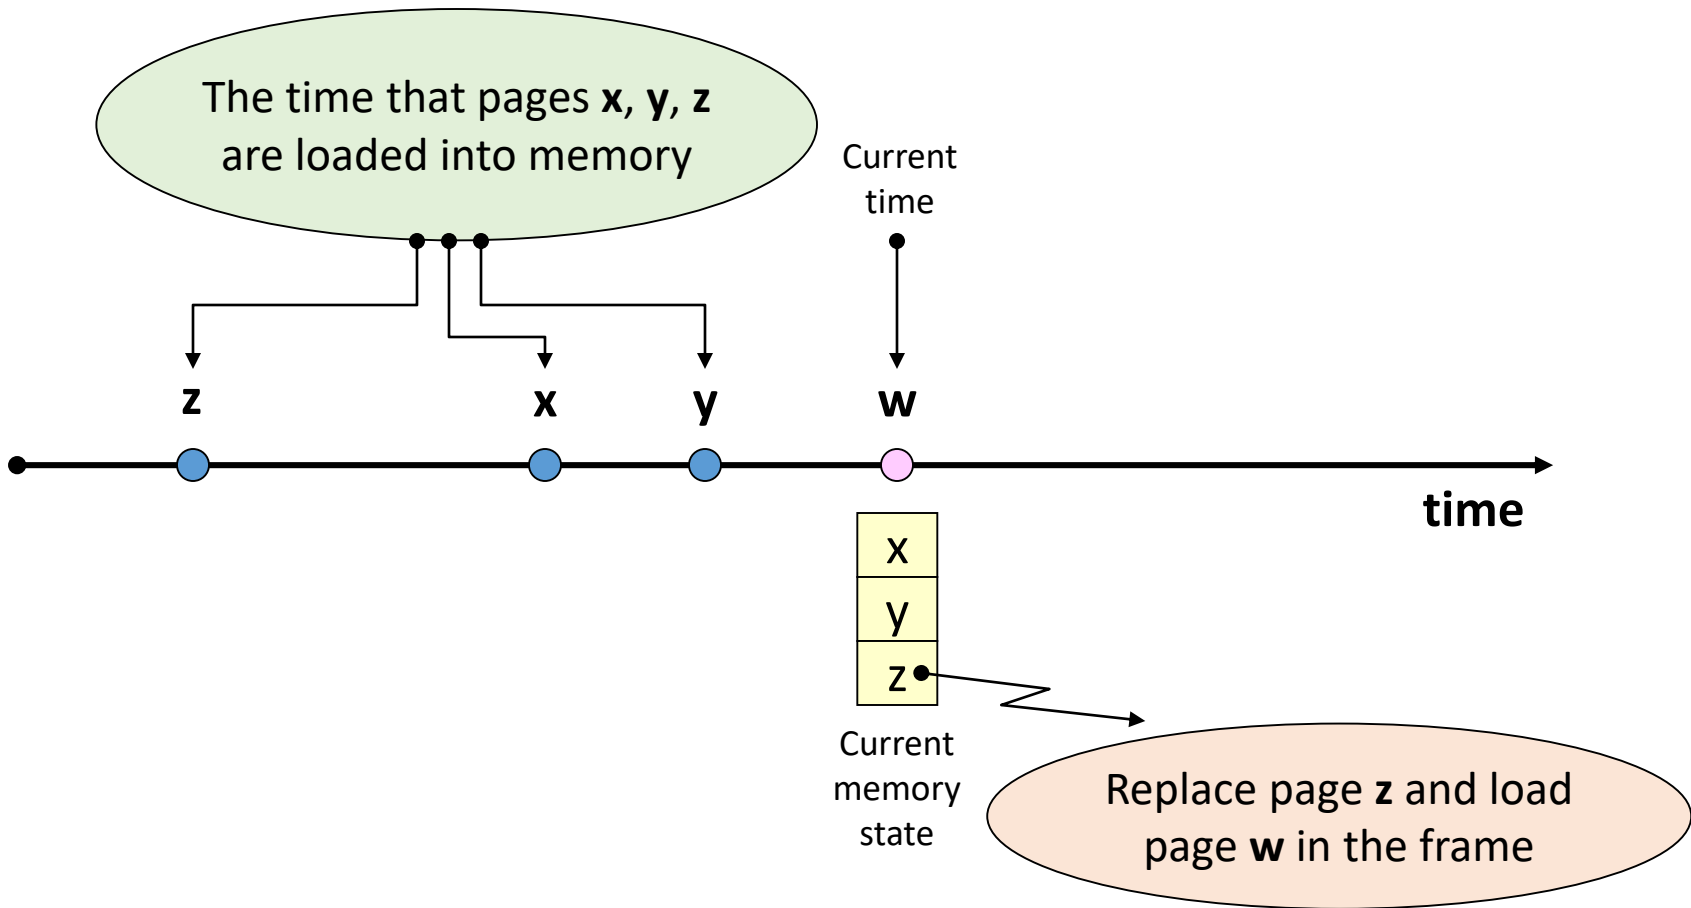 The time that pages x, y, z
are loaded into memory
Current
time
z
x
y
w
time
x
y
z
Current
memory
state
Replace page z and load
page w in the frame